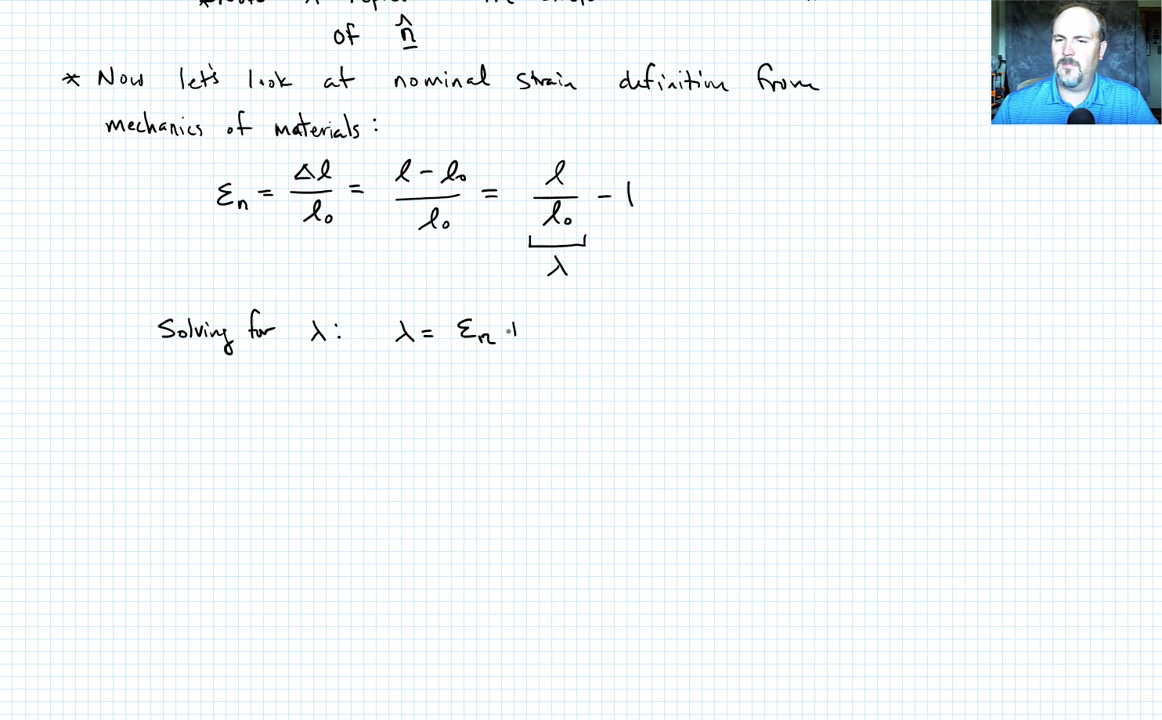 of n̂
* Now let's look at nominal strain definition from
mechanics of materials:
εn = Δl/l₀ = (l - l₀)/l₀ = l/l₀ - 1
λ
Solving for λ: λ = εn